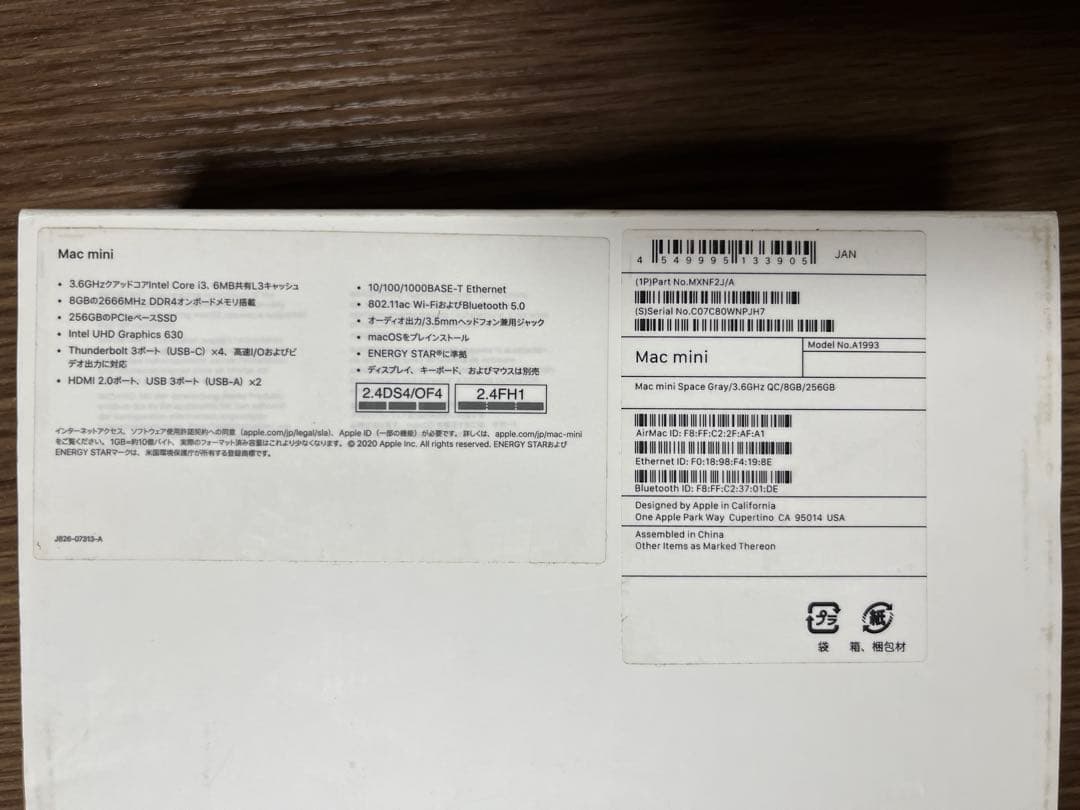 Mac mini
• 3.6GHzクアッドコアIntel Core i3、6MB共有L3キャッシュ
• 8GBの2666MHz DDR4オンボードメモリ搭載
• 256GBのPCIeベースSSD
• Intel UHD Graphics 630
• Thunderbolt 3ポート（USB-C）x4、高速I/Oおよびビ
デオ出力に対応
• HDMI 2.0ポート、USB 3ポート（USB-A）x2
• 10/100/1000BASE-T Ethernet
• 802.11ac Wi-FiおよびBluetooth 5.0
• オーディオ出力/3.5mmヘッドフォン兼用ジャック
• macOSをプレインストール
• ENERGY STAR®に準拠
• ディスプレイ、キーボード、およびマウスは別売
2.4DS4/OF4 2.4FH1
インターネットアクセス、ソフトウェア使用許諾契約への同意（apple.com/jp/legal/sla）、Apple ID（一部の機能）が必要です。詳しくは、apple.com/jp/mac-mini
をご覧ください。1GB=約10億バイト、実際のフォーマット済み容量はこれより少なくなります。© 2020 Apple Inc. All rights reserved. ENERGY STARおよび
ENERGY STARマークは、米国環境保護庁が所有する登録商標です。
J826-07313-A
4 549995 133905 JAN
(1P)Part No.MXNF2J/A
(S)Serial No.C07C80WNPJH7
Mac mini
Model No.A1993
Mac mini Space Gray/3.6GHz QC/8GB/256GB
AirMac ID: F8:FF:C2:2F:AF:A1
Ethernet ID: F0:18:98:F4:19:8E
Bluetooth ID: F8:FF:C2:37:01:DE
Designed by Apple in California
One Apple Park Way Cupertino CA 95014 USA
Assembled in China
Other Items as Marked Thereon
プラ 紙
袋 箱、梱包材